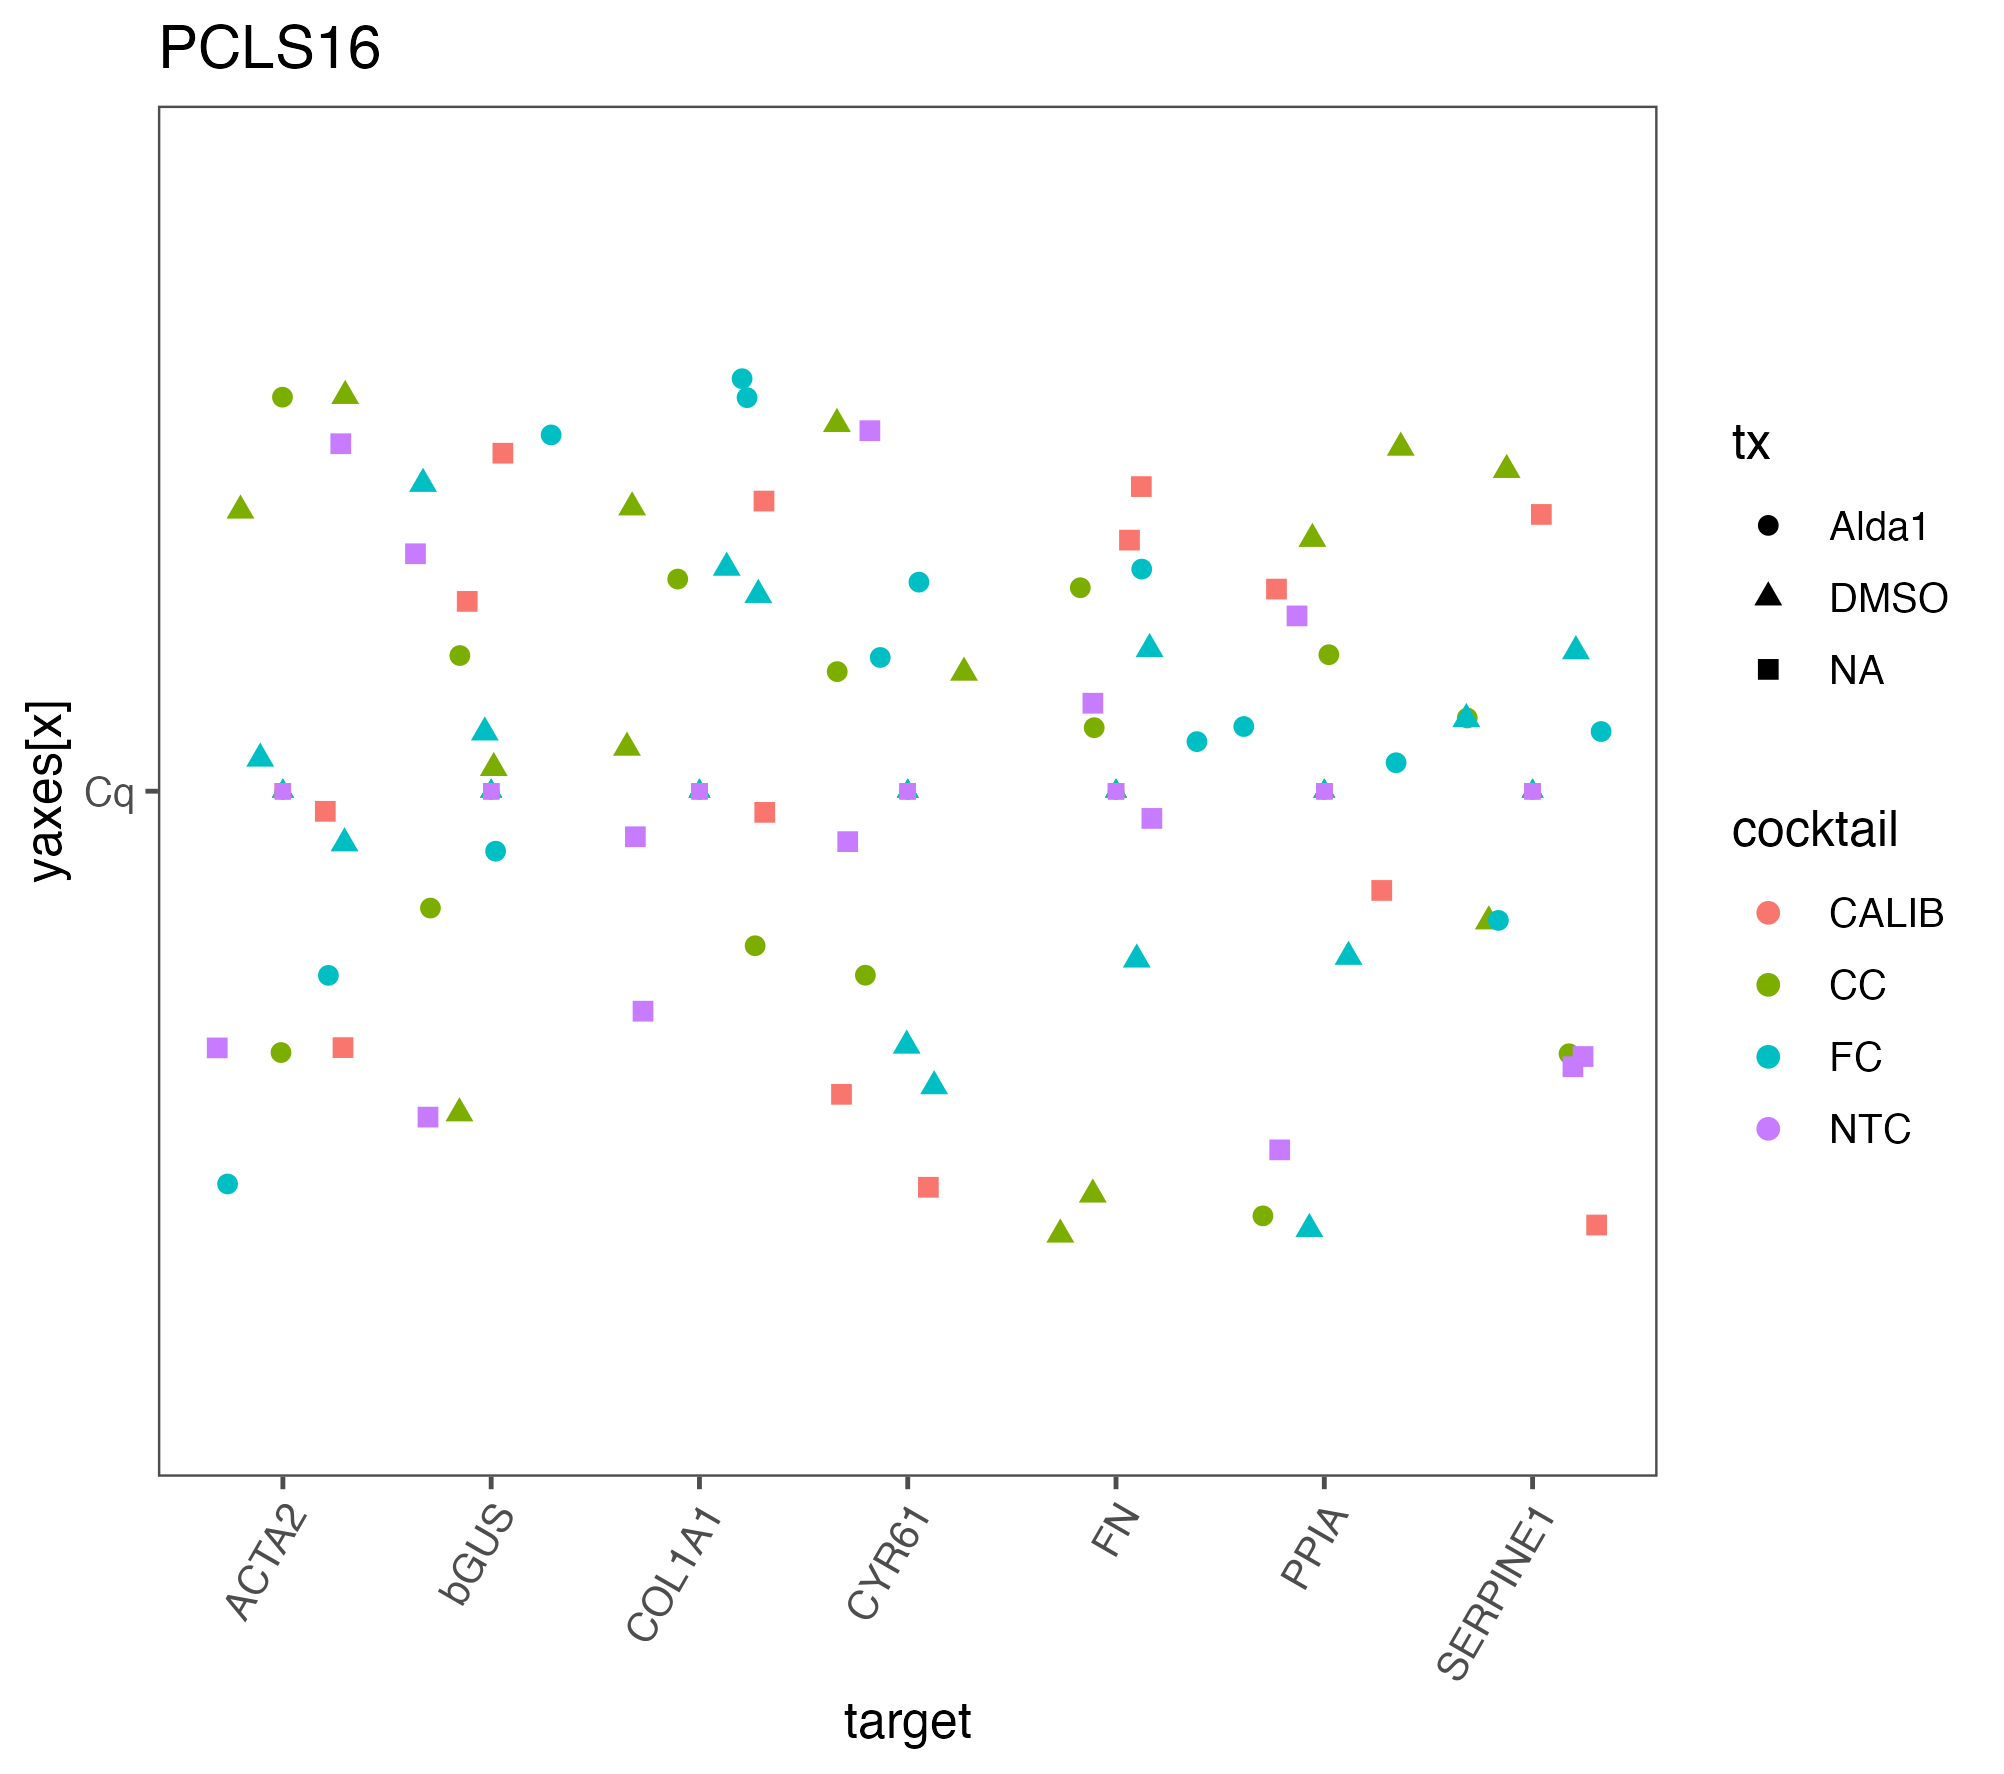 PCLS16
yaxes[x]
Cq
ACTA2
bGUS
COL1A1
CYR61
FN
PPIA
SERPINE1
target
tx
Alda1
DMSO
NA
cocktail
CALIB
CC
FC
NTC